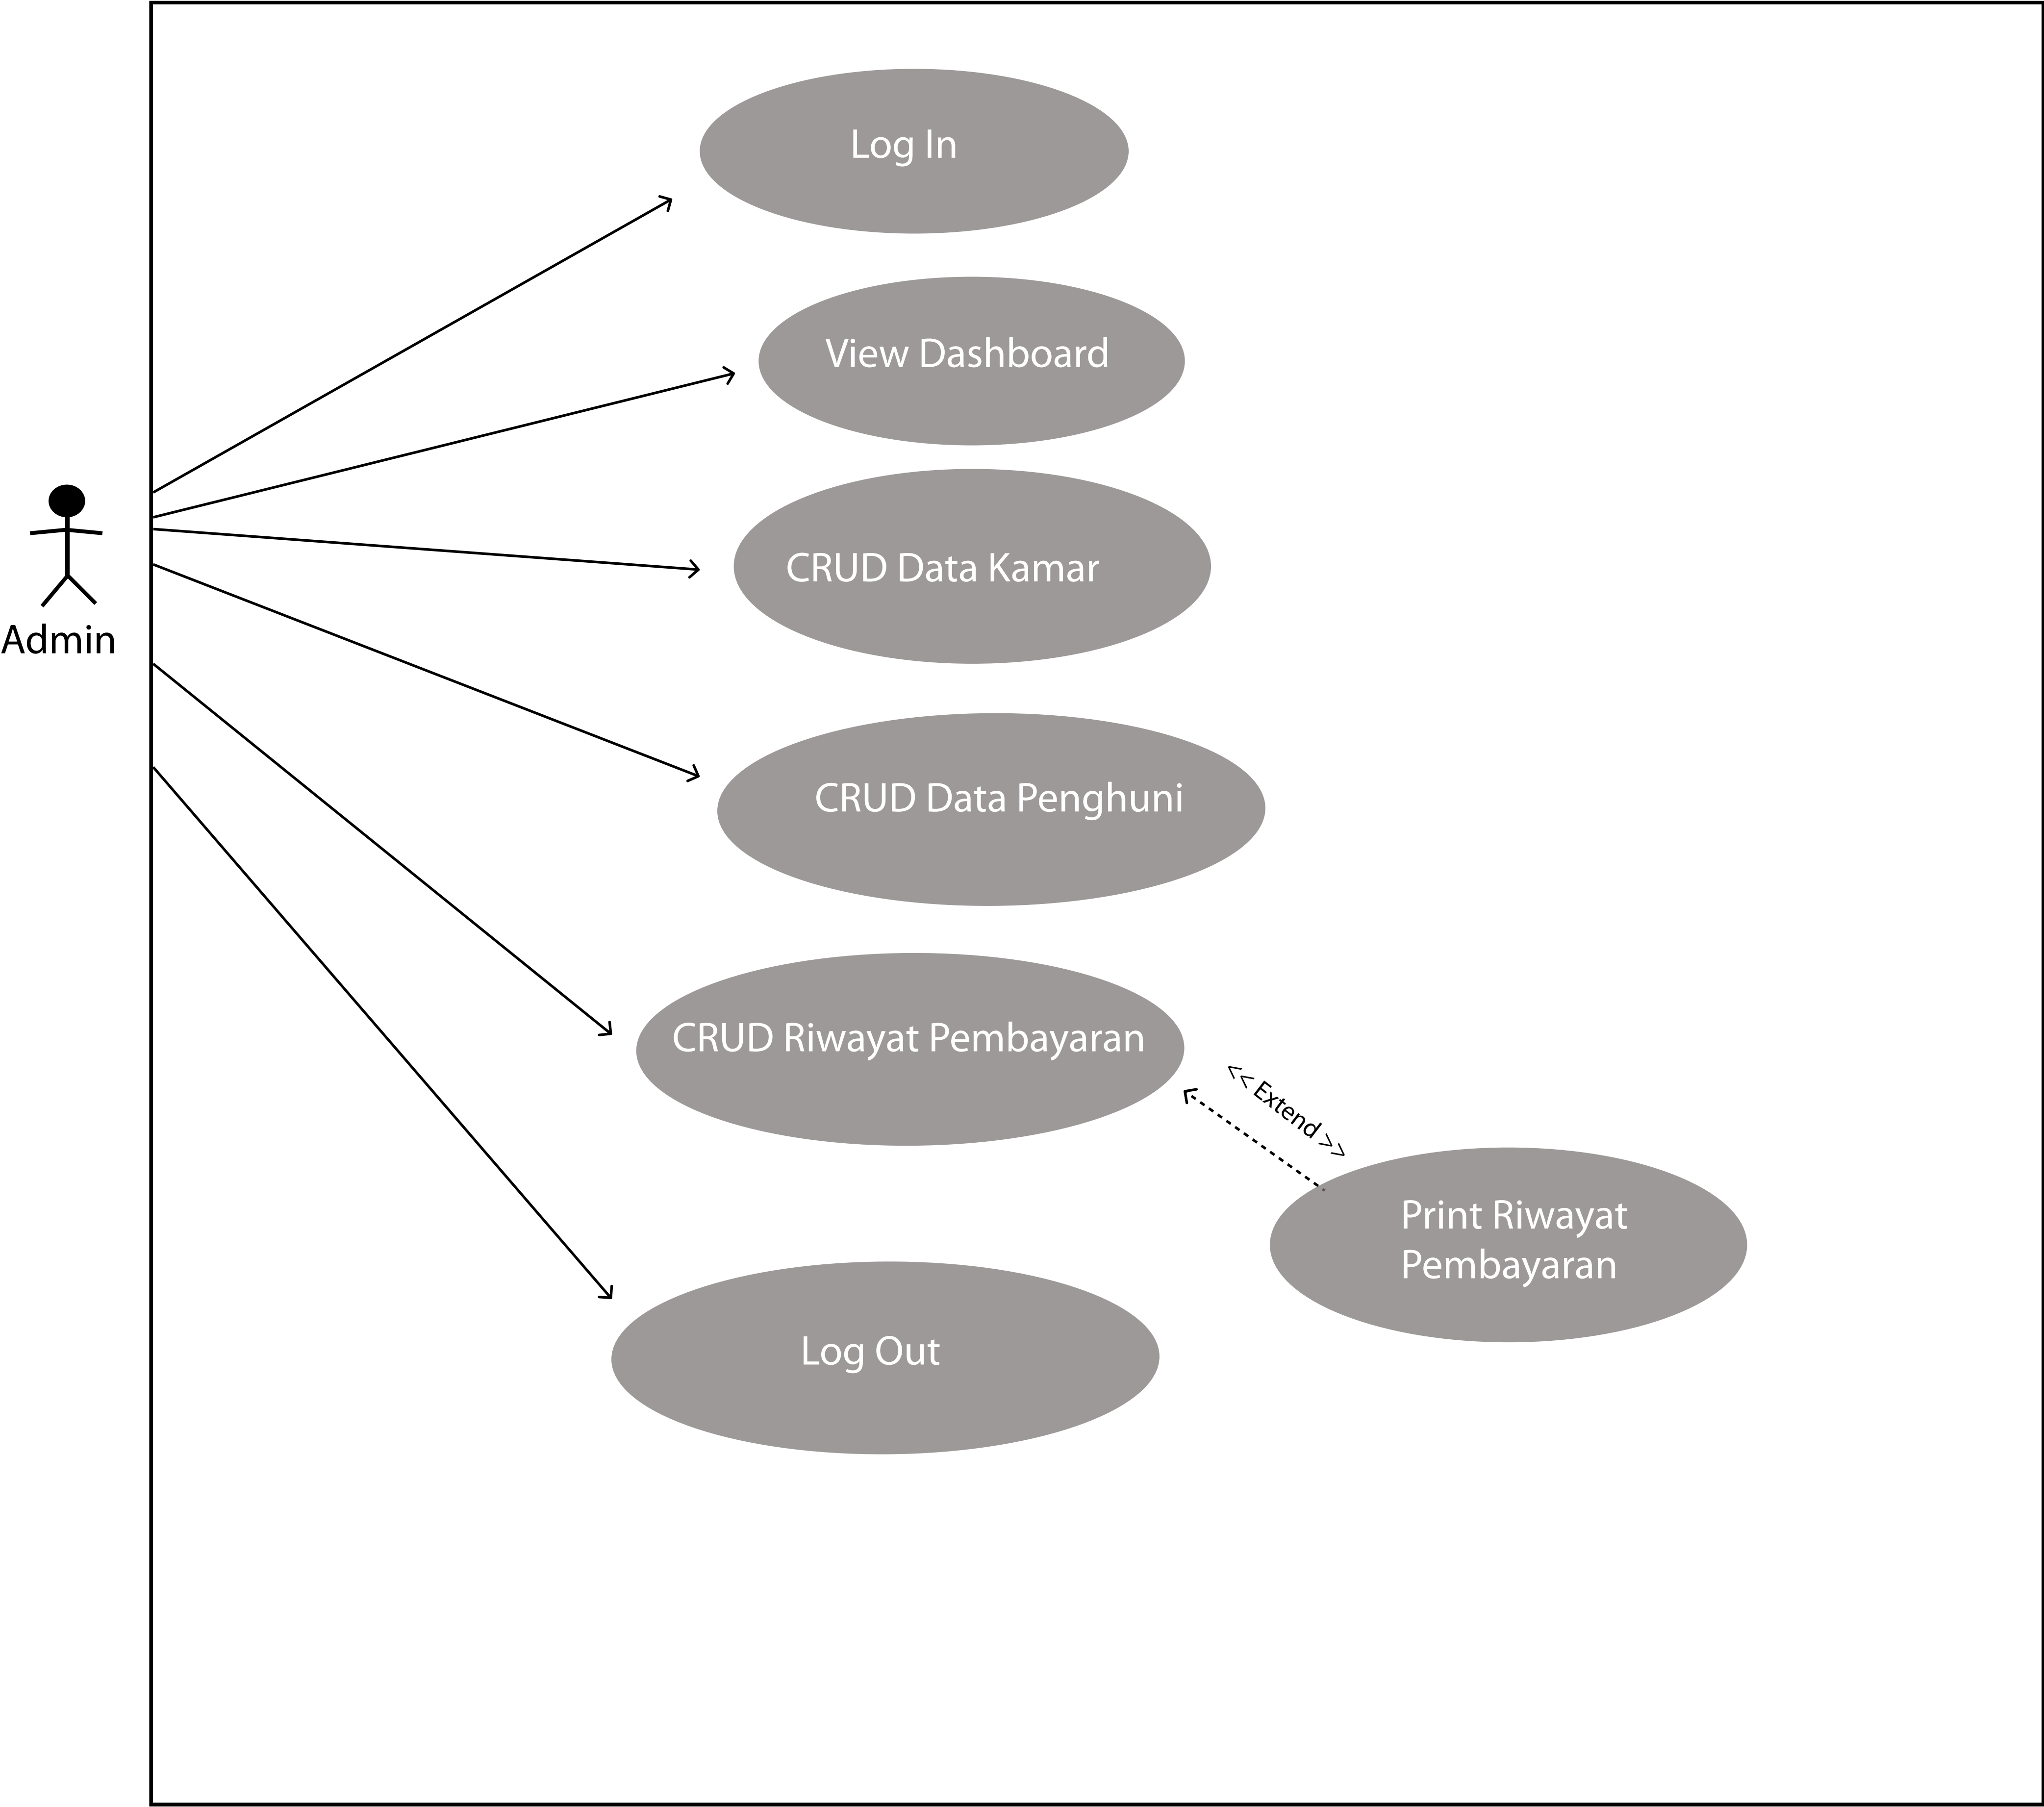 Log In
View Dashboard
Admin
CRUD Data Kamar
CRUD Data Penghuni
CRUD Riwayat Pembayaran
<< Extend >>
Print Riwayat
Pembayaran
Log Out